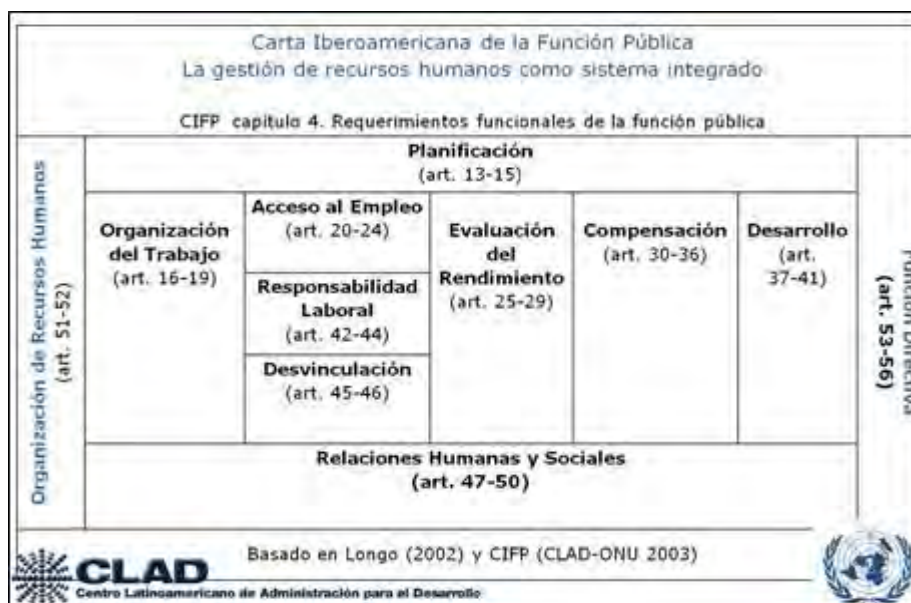 Carta Iberoamericana de la Función Pública
La gestión de recursos humanos como sistema integrado
CIFP capítulo 4. Requerimientos funcionales de la función pública
Organización de Recursos Humanos
(art. 51-52)
Planificación
(art. 13-15)
Organización
del Trabajo
(art. 16-19)
Acceso al Empleo
(art. 20-24)
Responsabilidad
Laboral
(art. 42-44)
Desvinculación
(art. 45-46)
Evaluación
del
Rendimiento
(art. 25-29)
Compensación
(art. 30-36)
Desarrollo
(art.
37-41)
Relaciones Humanas y Sociales
(art. 47-50)
Función Directiva
(art. 53-56)
Basado en Longo (2002) y CIFP (CLAD-ONU 2003)
CLAD
Centro Latinoamericano de Administración para el Desarrollo